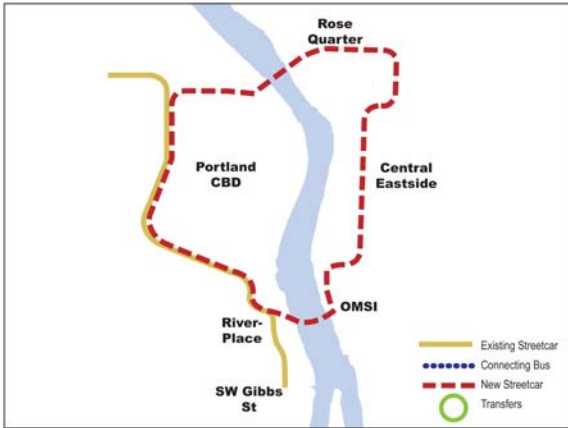 Rose
Quarter
Portland
CBD
Central
Eastside
OMSI
River-
Place
SW Gibbs
St
Existing Streetcar
Connecting Bus
New Streetcar
Transfers